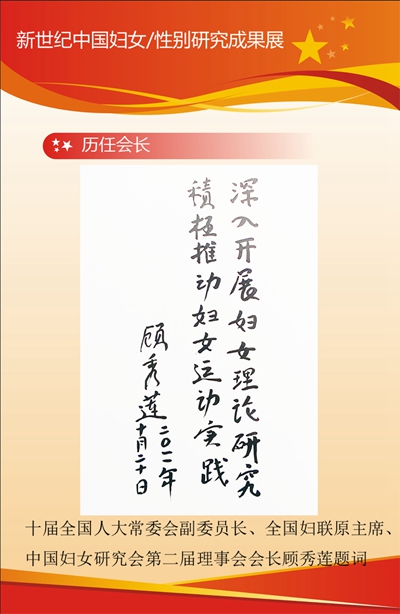 新世纪中国妇女/性别研究成果展
历任会长
深入开展妇女理论研究
積極推动妇女运动实践
顾秀莲
二〇一一年
十月二十日
十届全国人大常委会副委员长、全国妇联原主席、
中国妇女研究会第二届理事会会长顾秀莲题词